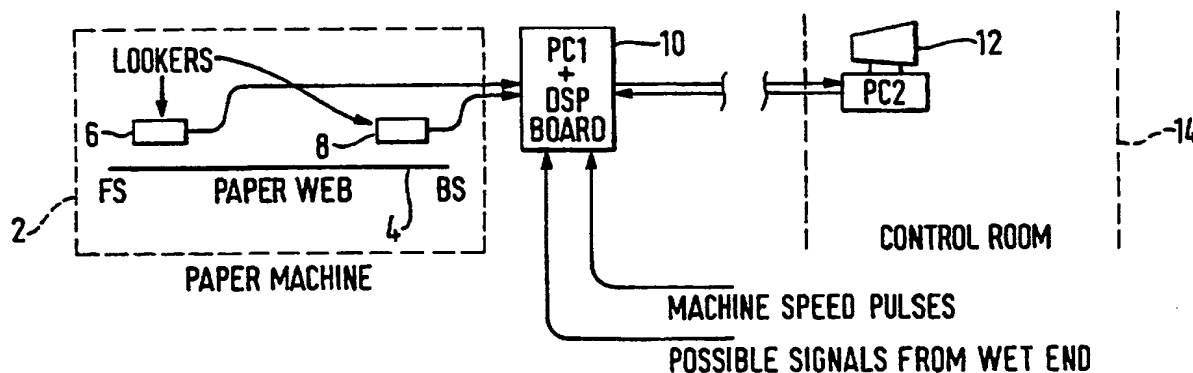 LOOKERS
6
8
FS PAPER WEB 4 BS
2
PAPER MACHINE
PC1
+
DSP
BOARD
10
12
PC2
14
CONTROL ROOM
MACHINE SPEED PULSES
POSSIBLE SIGNALS FROM WET END